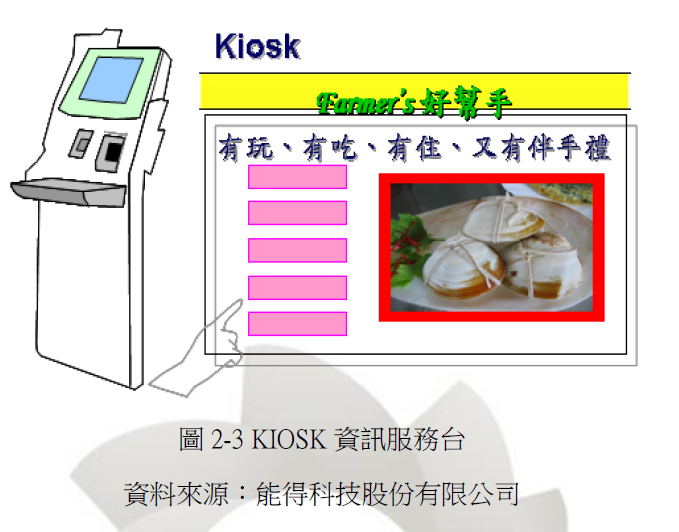 Kiosk
Farmer's 好幫手
有玩、有吃、有住、又有伴手禮
圖 2-3 KIOSK 資訊服務台
資料來源：能得科技股份有限公司